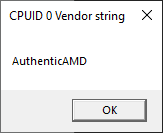 CPUID 0 Vendor string
AuthenticAMD
OK